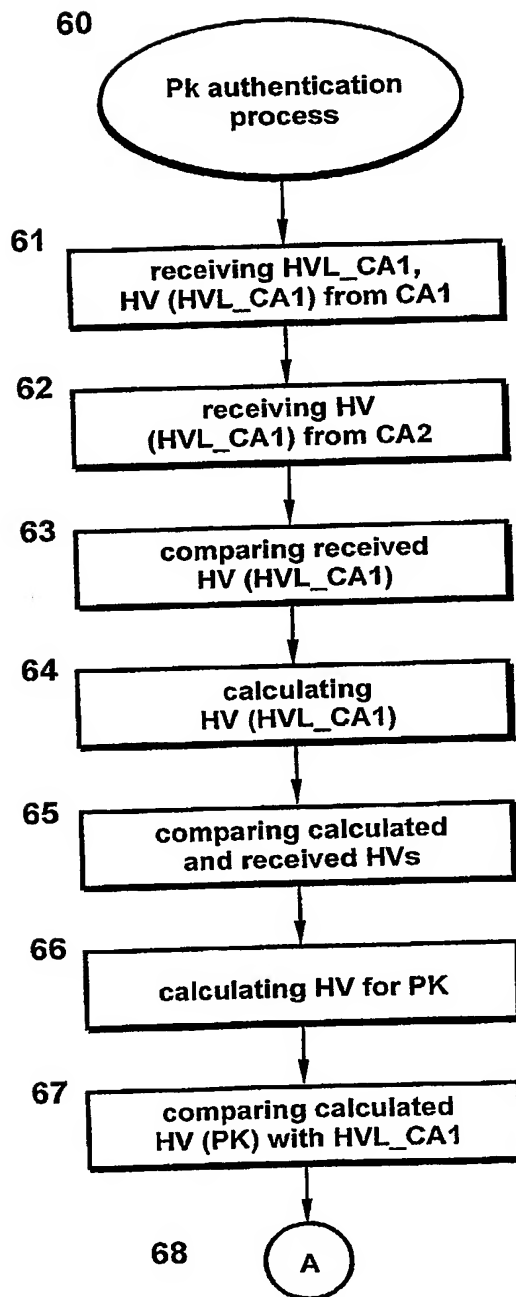 60
Pk authentication
process
61
receiving HVL_CA1,
HV (HVL_CA1) from CA1
62
receiving HV
(HVL_CA1) from CA2
63
comparing received
HV (HVL_CA1)
64
calculating
HV (HVL_CA1)
65
comparing calculated
and received HVs
66
calculating HV for PK
67
comparing calculated
HV (PK) with HVL_CA1
68
A